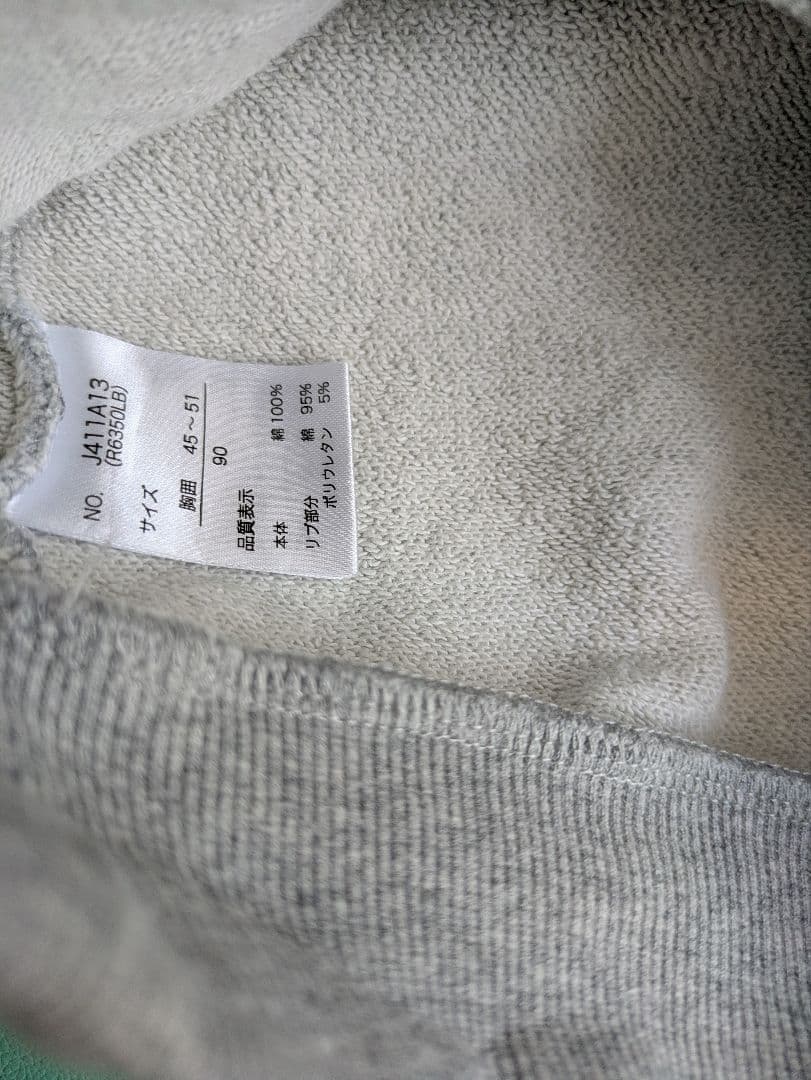 NO. J411A13
(R6350LB)
サイズ
胸囲 45～51
90
品質表示
本体 綿 100%
リブ部分 綿 95%
ポリウレタン 5%